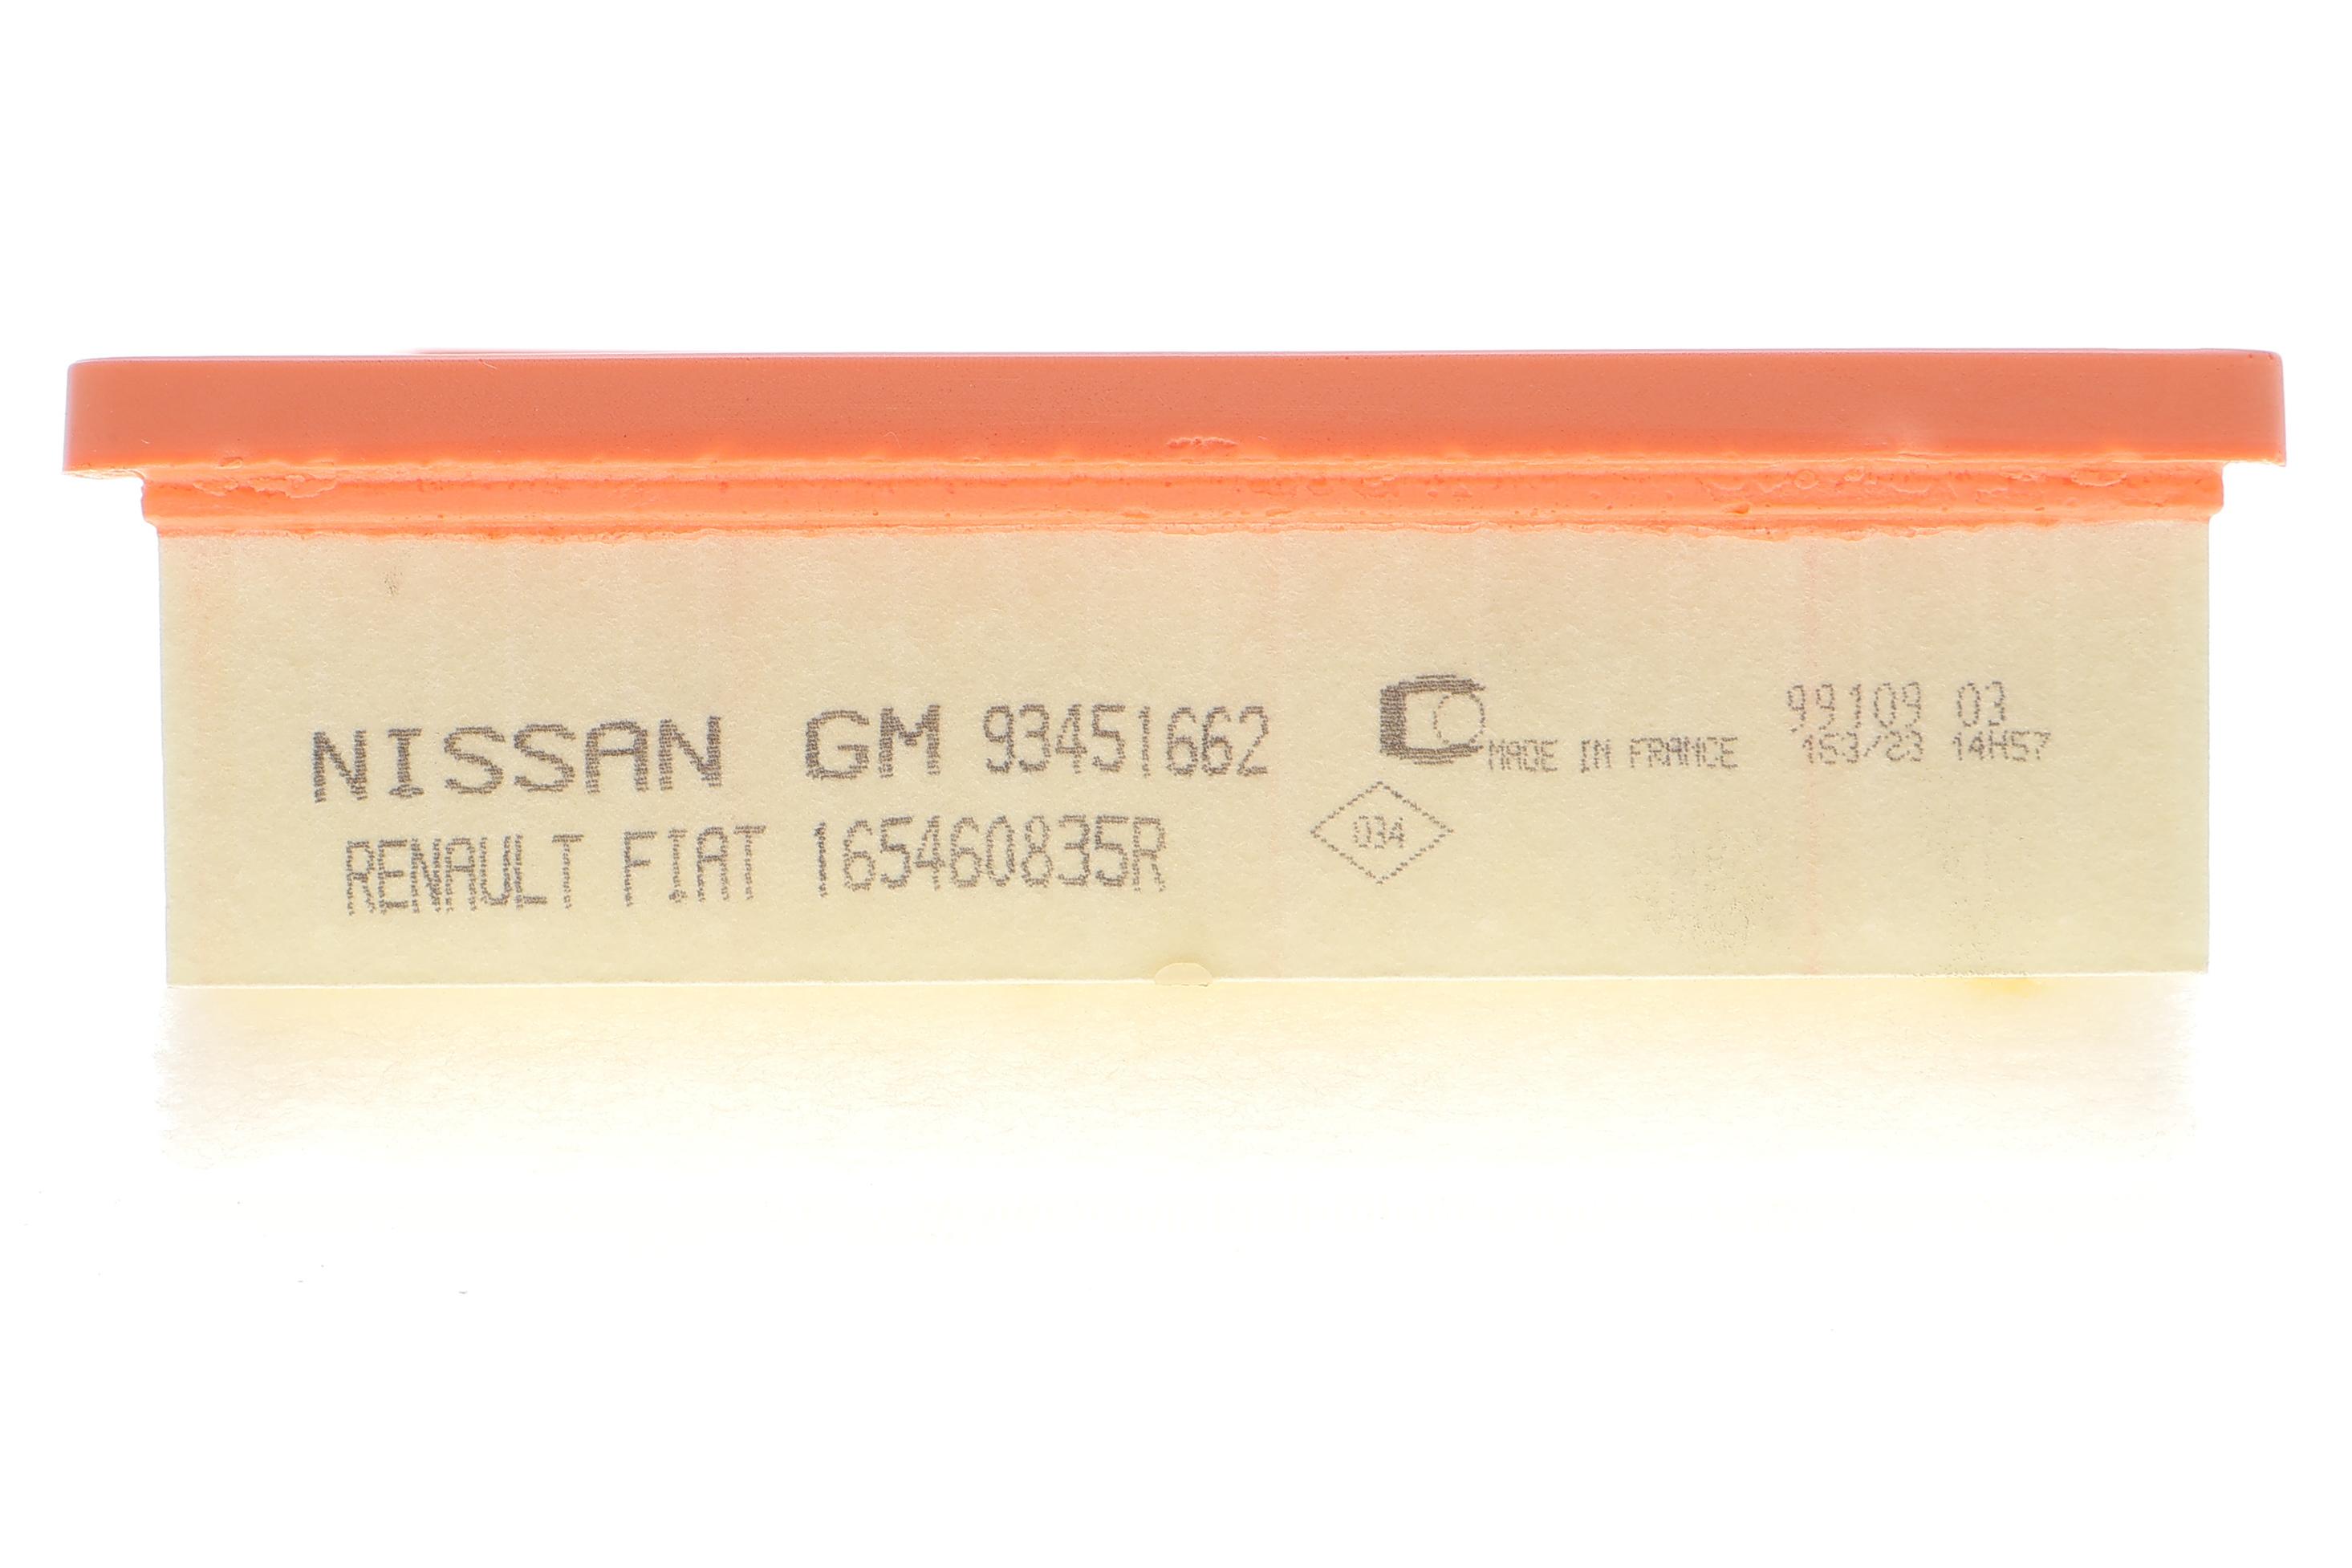 NISSAN GM 93451662
RENAULT FIAT 165460835R
MADE IN FRANCE
034
99109 03
153/23 14H57